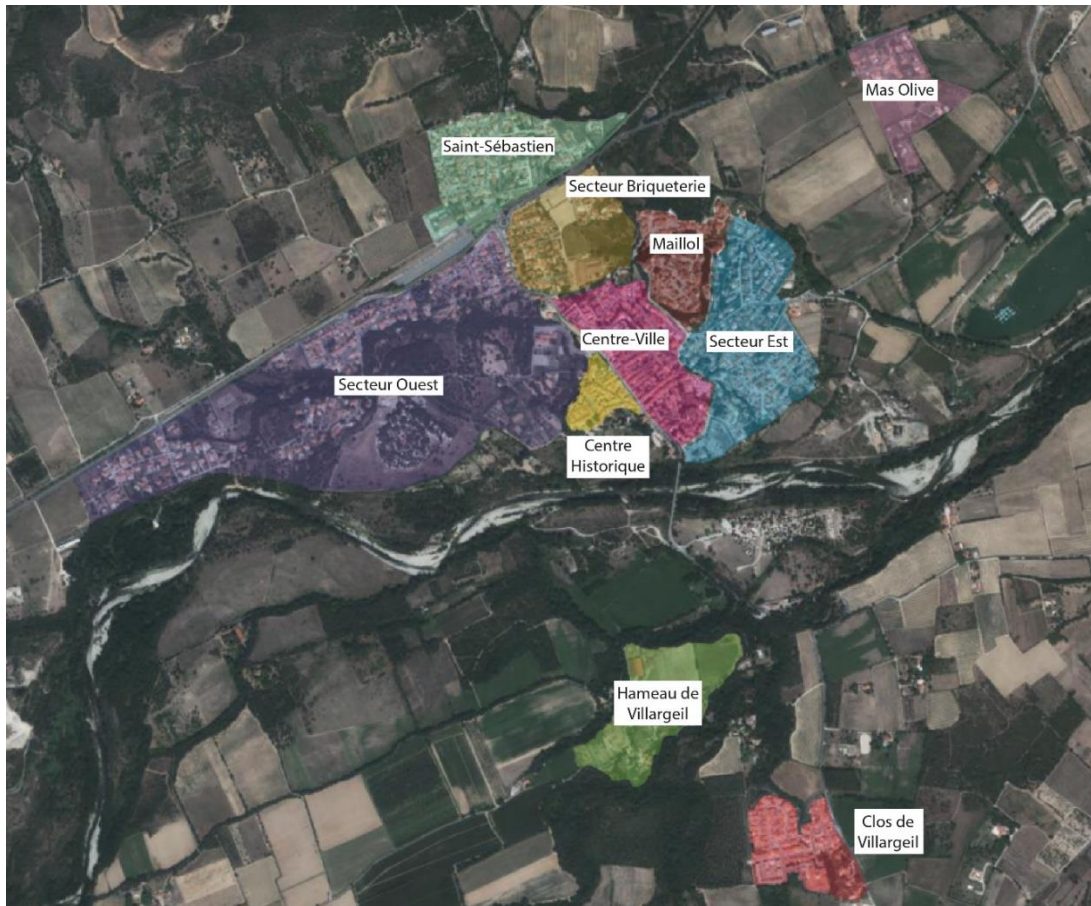 Mas Olive
Saint-Sébastien
Secteur Briqueterie
Maillol
Centre-Ville
Secteur Est
Secteur Ouest
Centre
Historique
Hameau de
Villargeil
Clos de
Villargeil